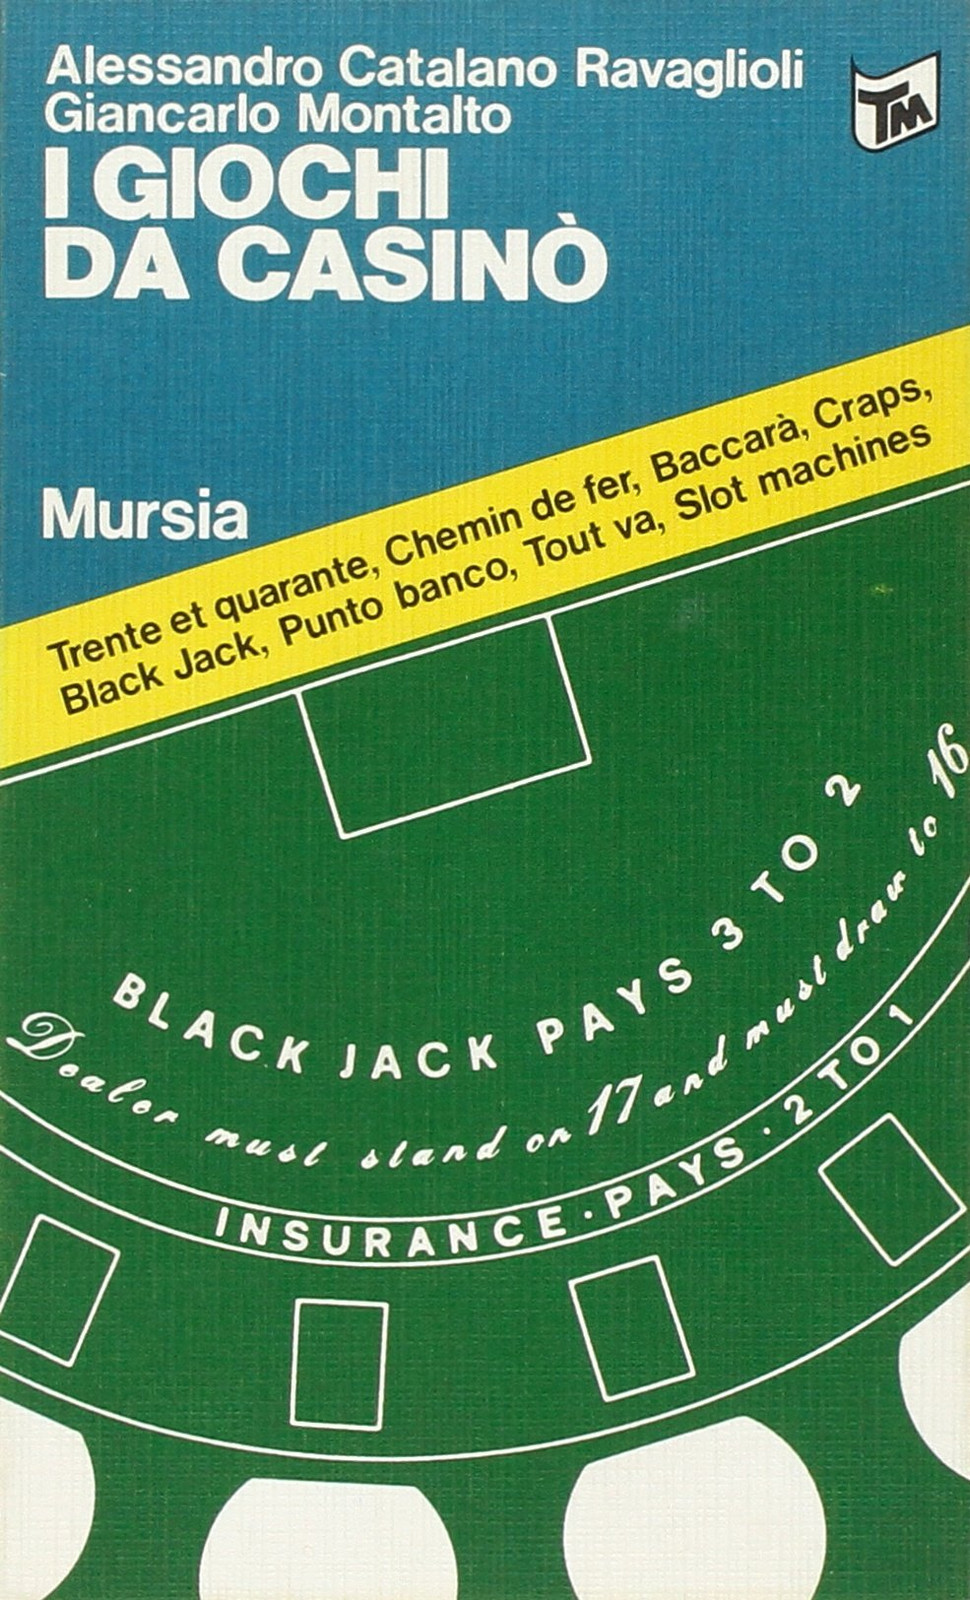 Alessandro Catalano Ravaglioli
Giancarlo Montalto
I GIOCHI
DA CASINÒ
TM
Mursia
Trente et quarante, Chemin de fer, Baccarà, Craps,
Black Jack, Punto banco, Tout va, Slot machines
BLACK JACK PAYS 3 TO 2
Dealer must stand on 17 and must draw to 16
INSURANCE · PAYS · 2 TO 1